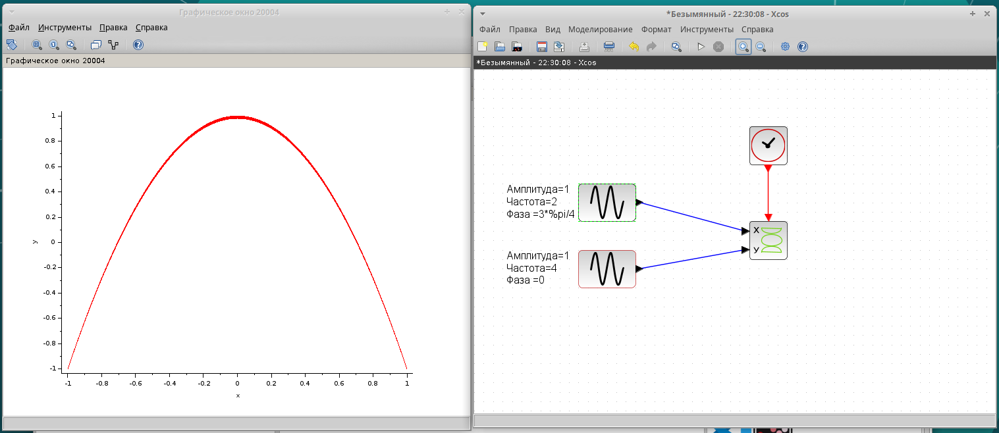 Графическое окно 20004
Файл Инструменты Правка Справка
Графическое окно 20004
1
0.8
0.6
0.4
0.2
0
-0.2
-0.4
-0.6
-0.8
-1
y
-1 -0.8 -0.6 -0.4 -0.2 0 0.2 0.4 0.6 0.8 1
x
*Безымянный - 22:30:08 - Xcos
Файл Правка Вид Моделирование Формат Инструменты Справка
*Безымянный - 22:30:08 - Xcos
Амплитуда=1
Частота=2
Фаза =3*%pi/4
Амплитуда=1
Частота=4
Фаза =0
X
y